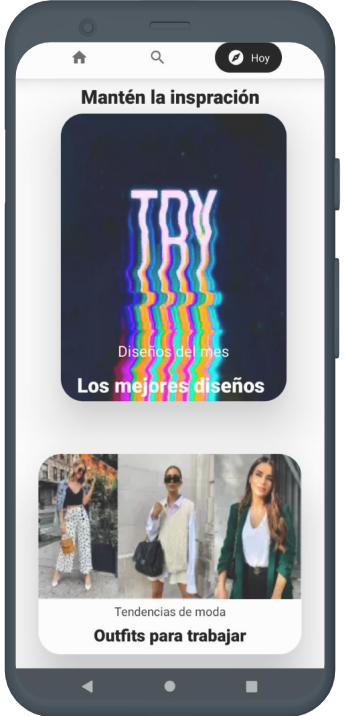 Hoy
Mantén la inspración
TRY
Diseños del mes
Los mejores diseños
Tendencias de moda
Outfits para trabajar